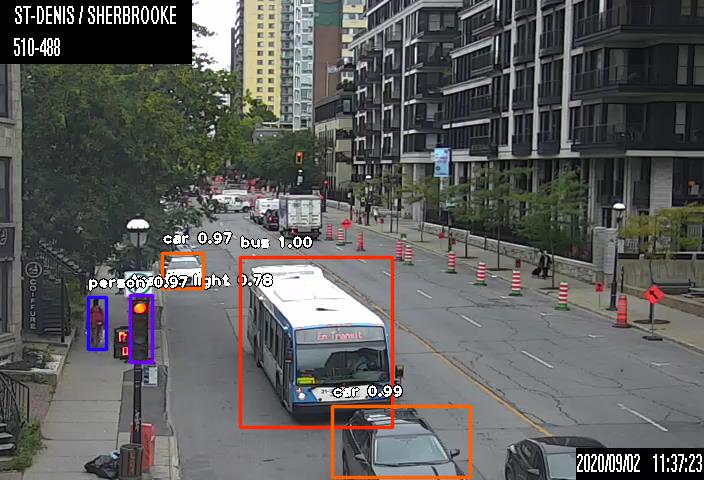 ST-DENIS / SHERBROOKE
510-488
car 0.97
bus 1.00
person 0.97
light 0.78
COIFFURE
En Transit
car 0.99
2020/09/02 11:37:23